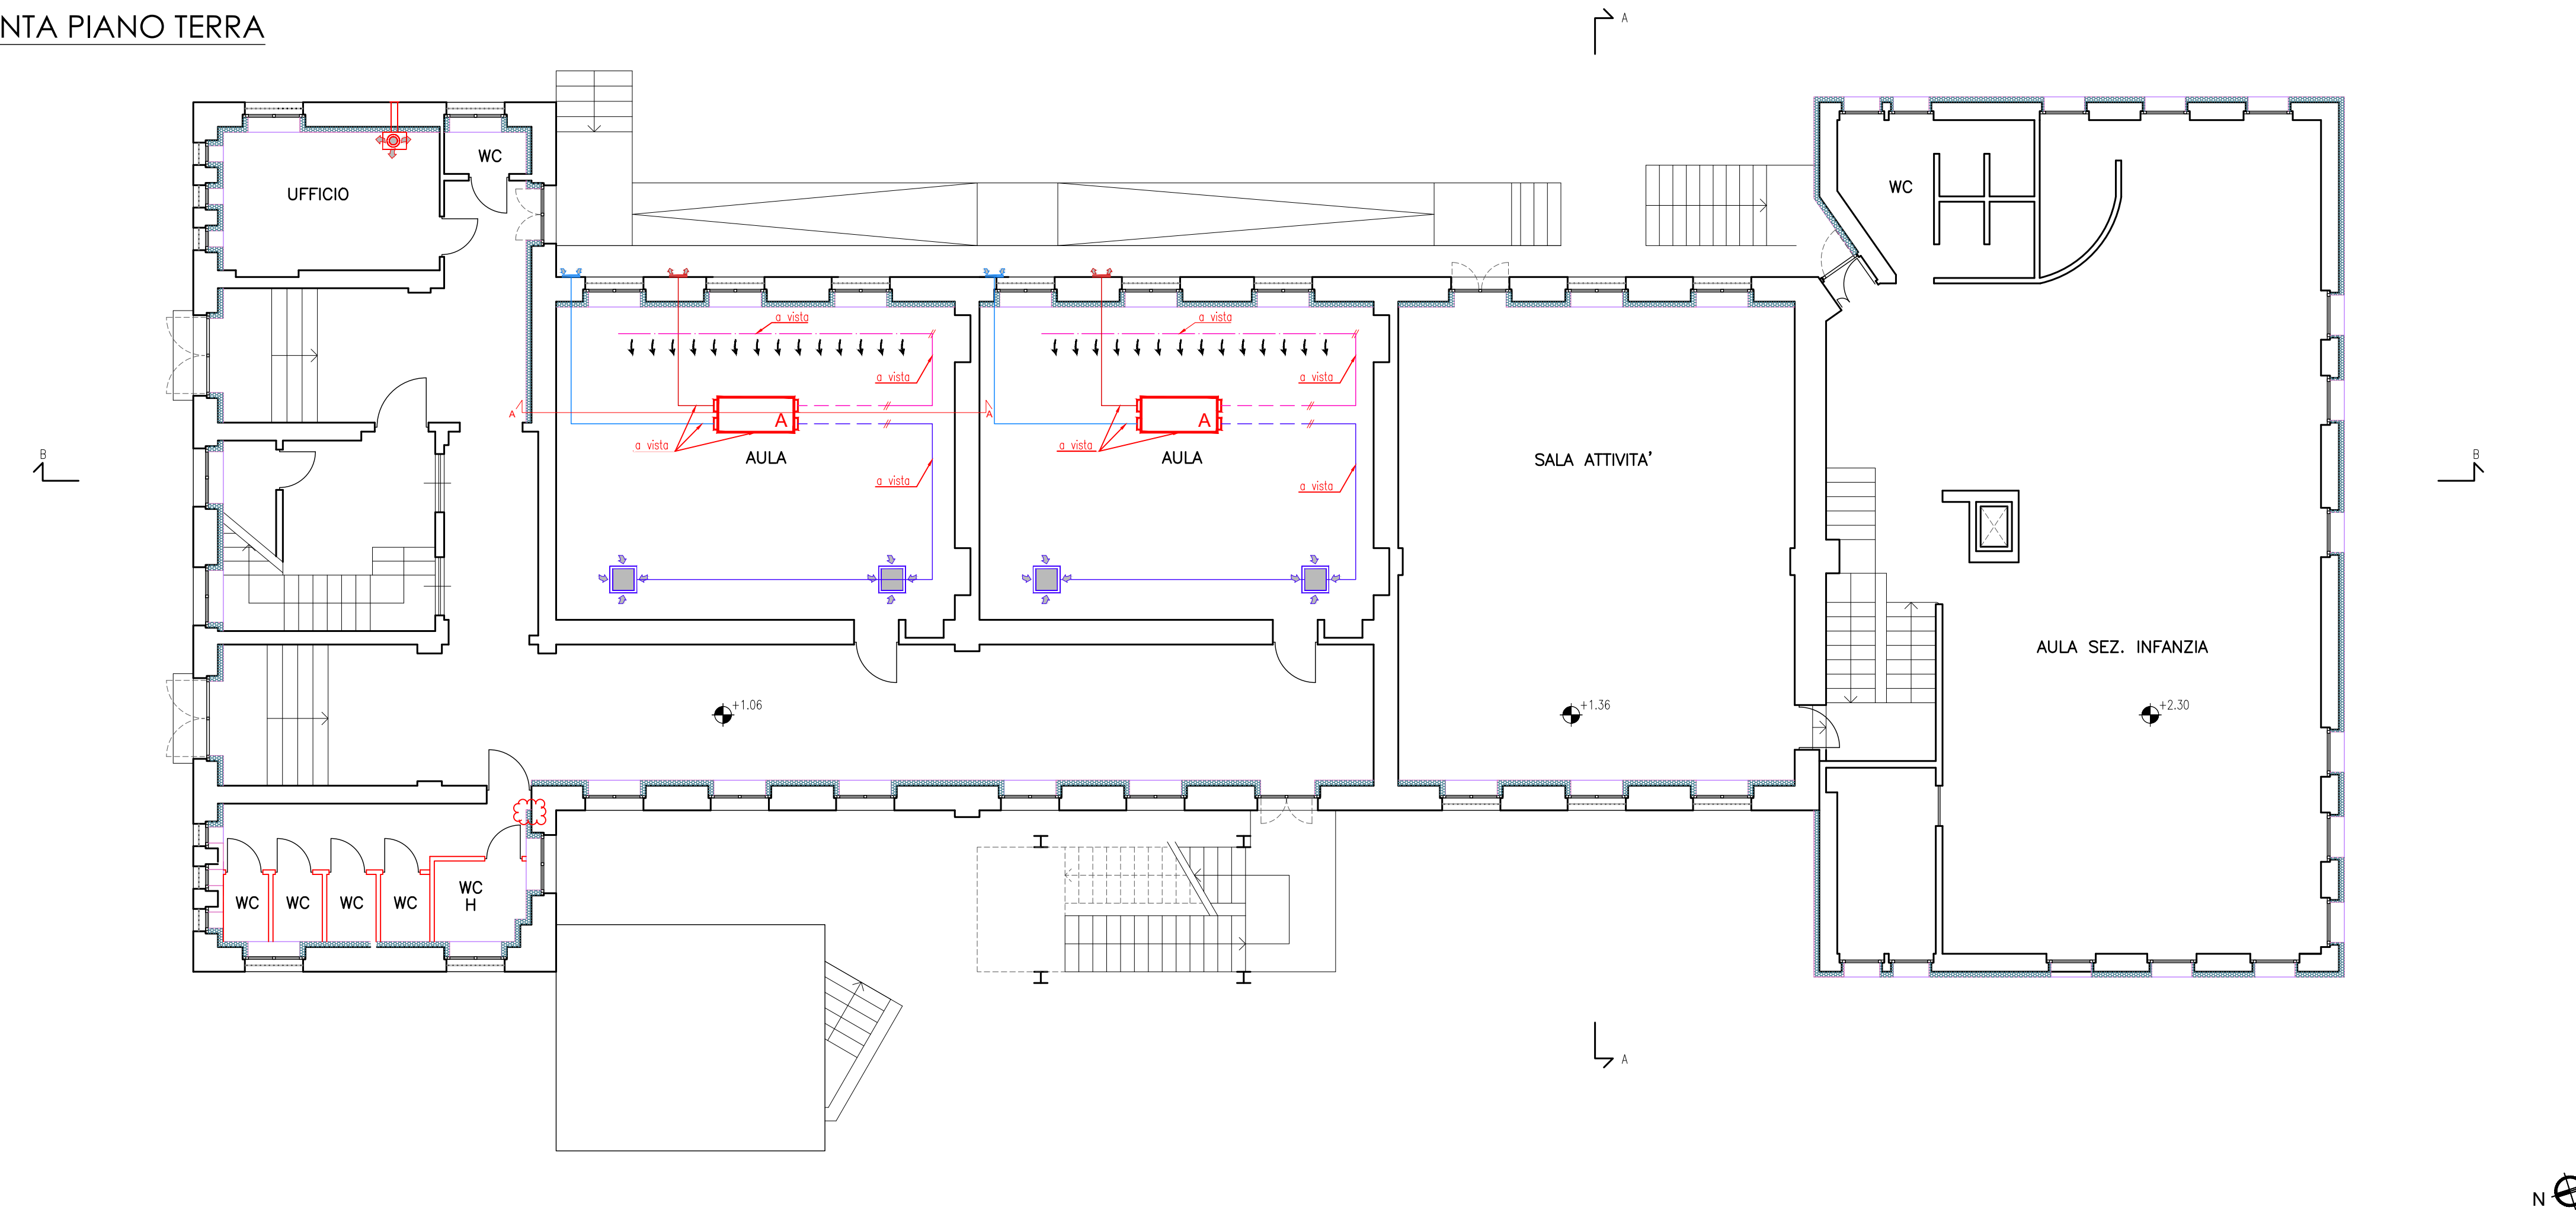 NTA PIANO TERRA
A
WC
UFFICIO
WC
a vista
a vista
a vista
a vista
A
A
A
A
a vista
a vista
AULA
AULA
SALA ATTIVITA'
B
B
a vista
a vista
AULA SEZ. INFANZIA
+1.06
+1.36
+2.30
WC
WC
WC
WC
WC
H
A
N